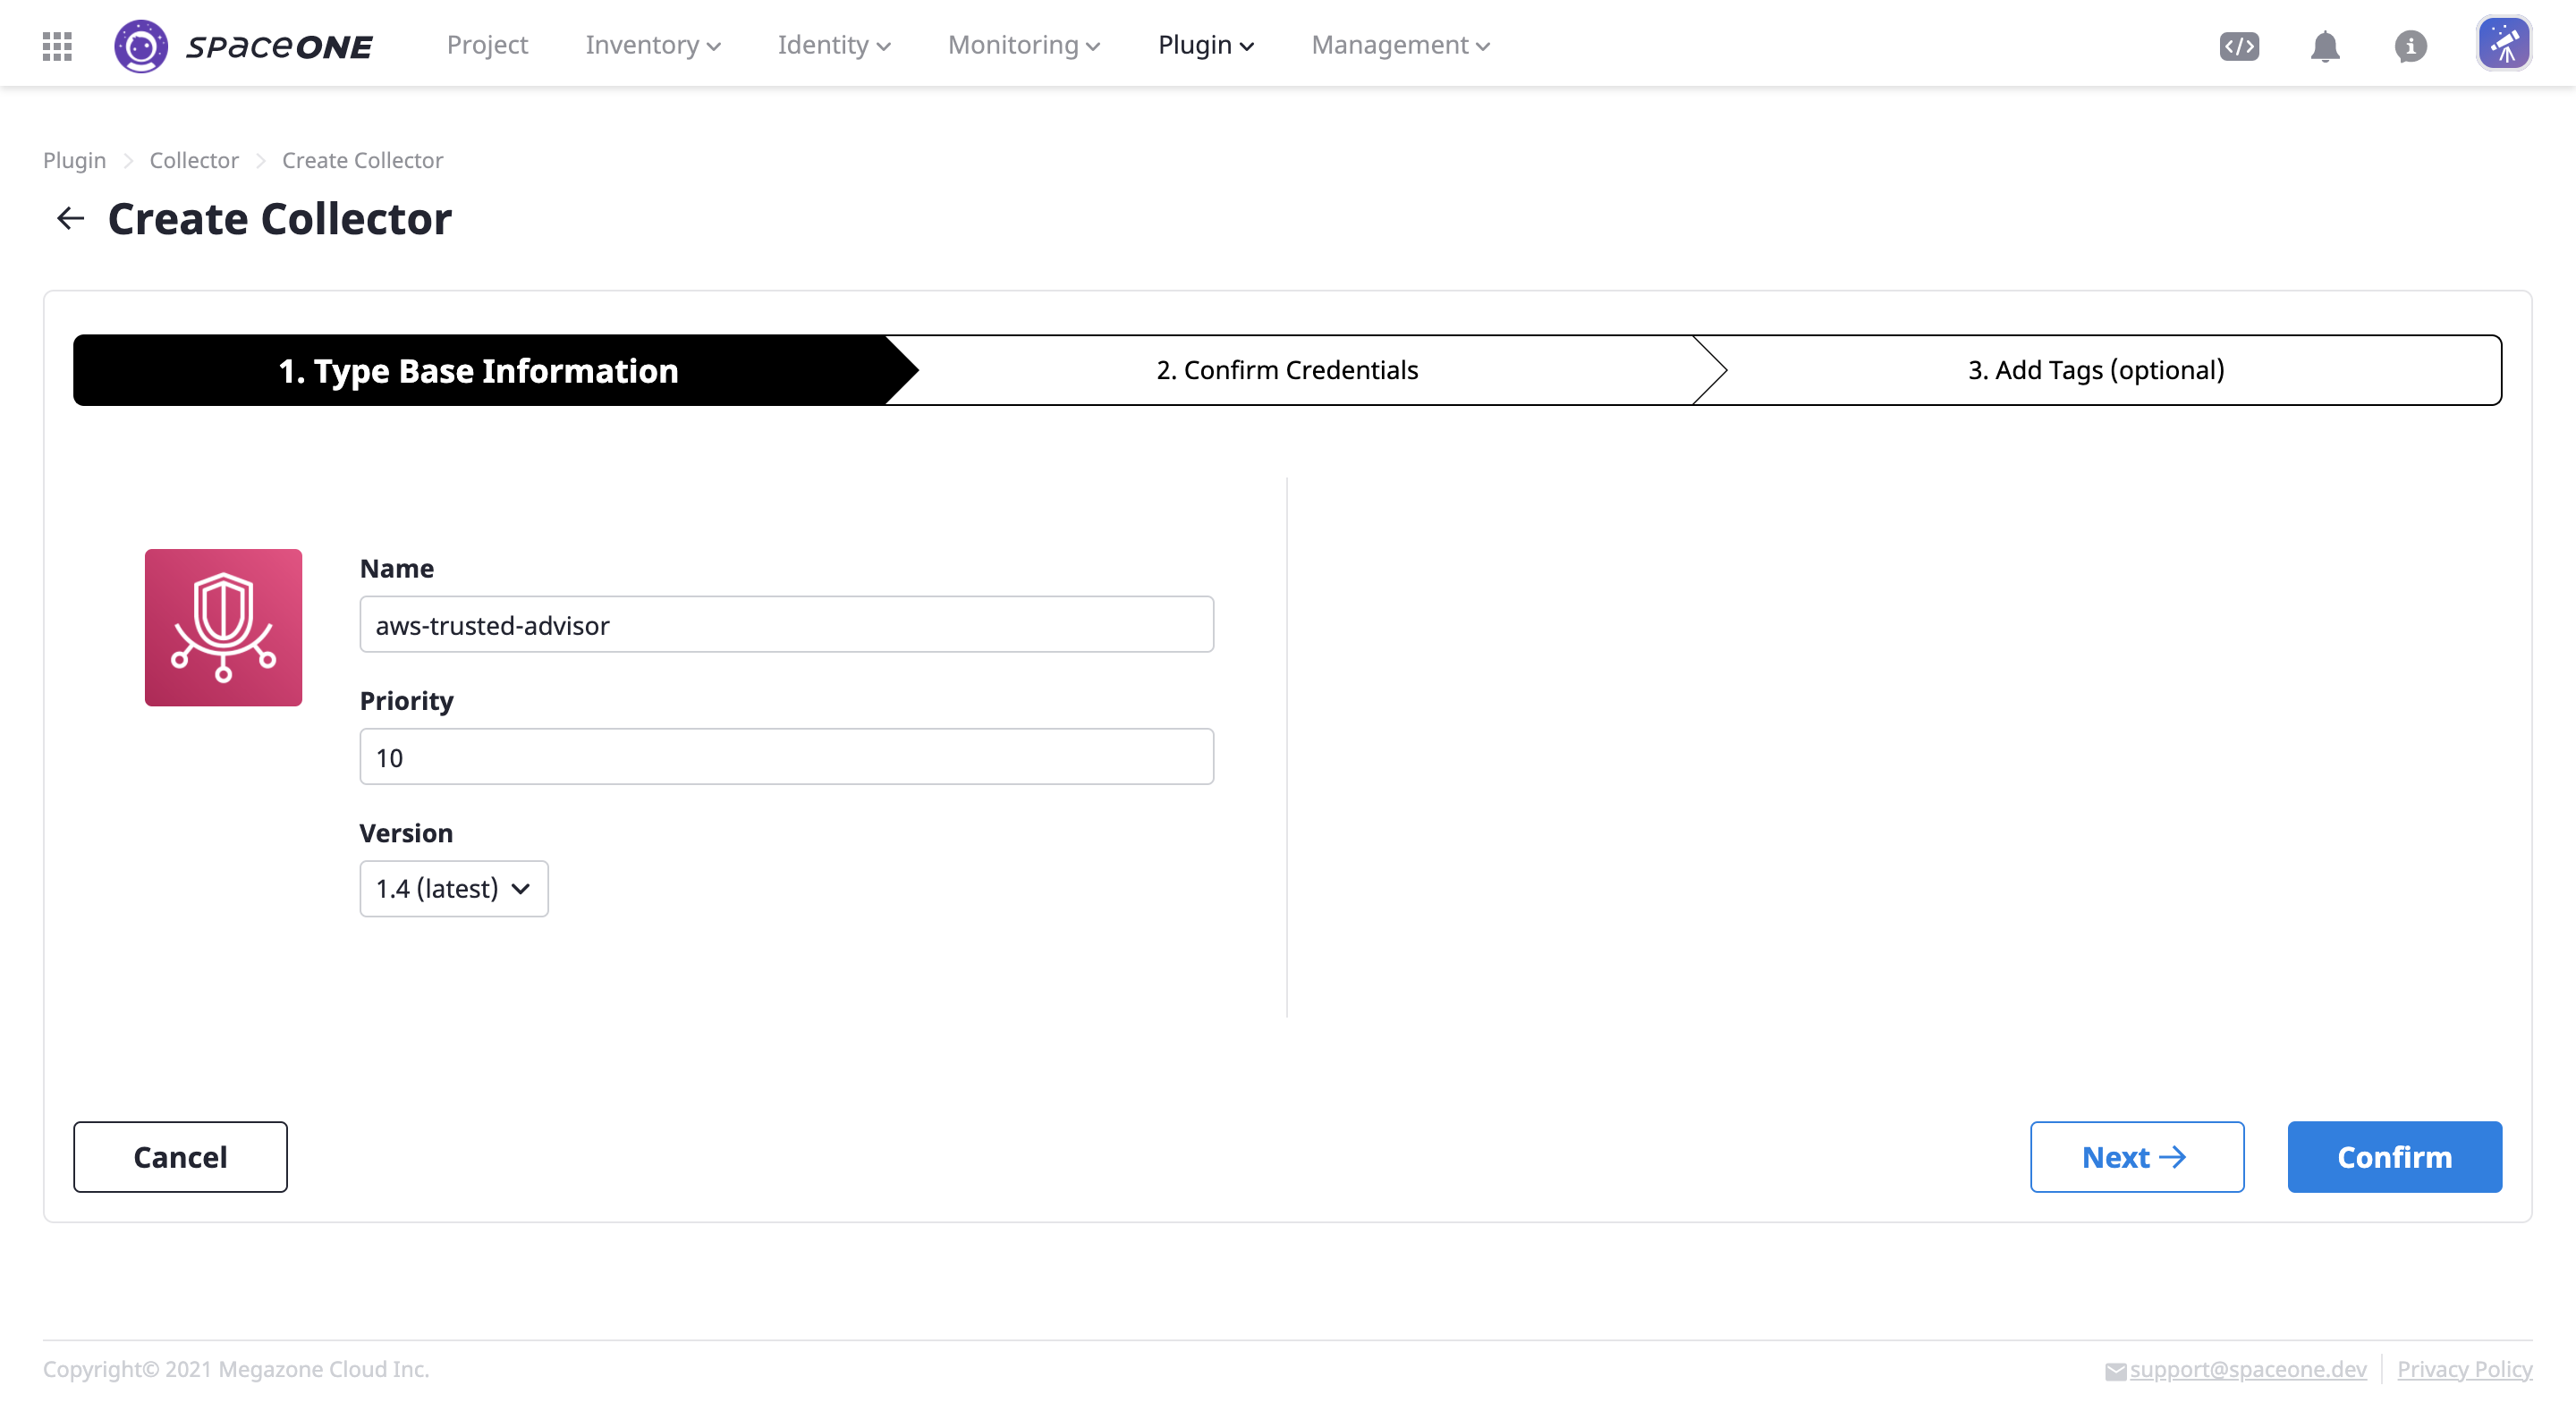 spaceONE Project Inventory Identity Monitoring Plugin Management
Plugin Collector Create Collector
Create Collector
1. Type Base Information 2. Confirm Credentials 3. Add Tags (optional)
Name
aws-trusted-advisor
Priority
10
Version
1.4 (latest)
Cancel Next Confirm
Copyright© 2021 Megazone Cloud Inc. support@spaceone.dev Privacy Policy